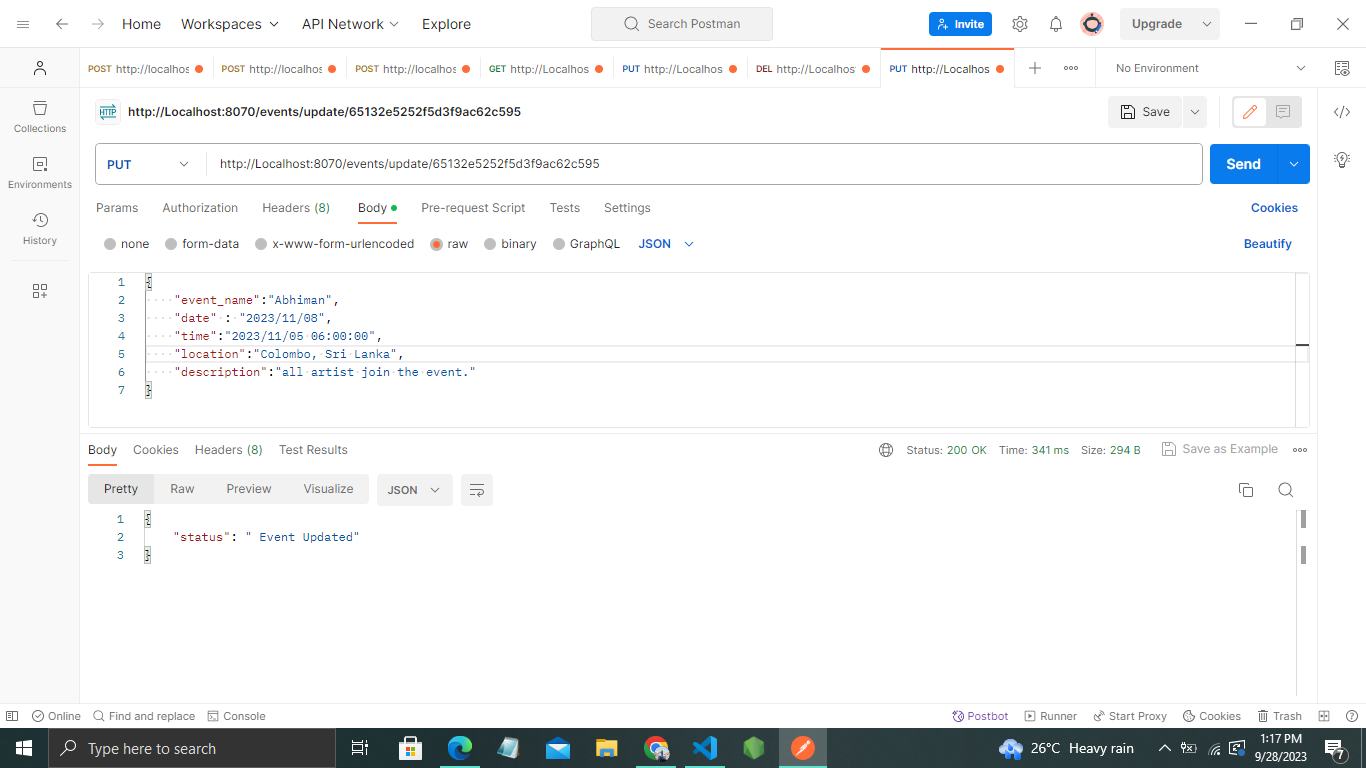 Home Workspaces API Network Explore Search Postman Invite Upgrade
POST http://localhos POST http://localhos POST http://localhos GET http://Localhos PUT http://Localhos DEL http://Localhos PUT http://Localhos No Environment
HTTP http://Localhost:8070/events/update/65132e5252f5d3f9ac62c595 Save
PUT http://Localhost:8070/events/update/65132e5252f5d3f9ac62c595 Send
Collections
Environments
History
Params Authorization Headers (8) Body Pre-request Script Tests Settings Cookies
none form-data x-www-form-urlencoded raw binary GraphQL JSON Beautify
1 {
2 "event_name":"Abhiman",
3 "date" : "2023/11/08",
4 "time":"2023/11/05 06:00:00",
5 "location":"Colombo, Sri Lanka",
6 "description":"all artist join the event."
7 }
Body Cookies Headers (8) Test Results Status: 200 OK Time: 341 ms Size: 294 B Save as Example
Pretty Raw Preview Visualize JSON
1 {
2 "status": " Event Updated"
3 }
Online Find and replace Console Postbot Runner Start Proxy Cookies Trash
Type here to search 26°C Heavy rain 1:17 PM
9/28/2023 7